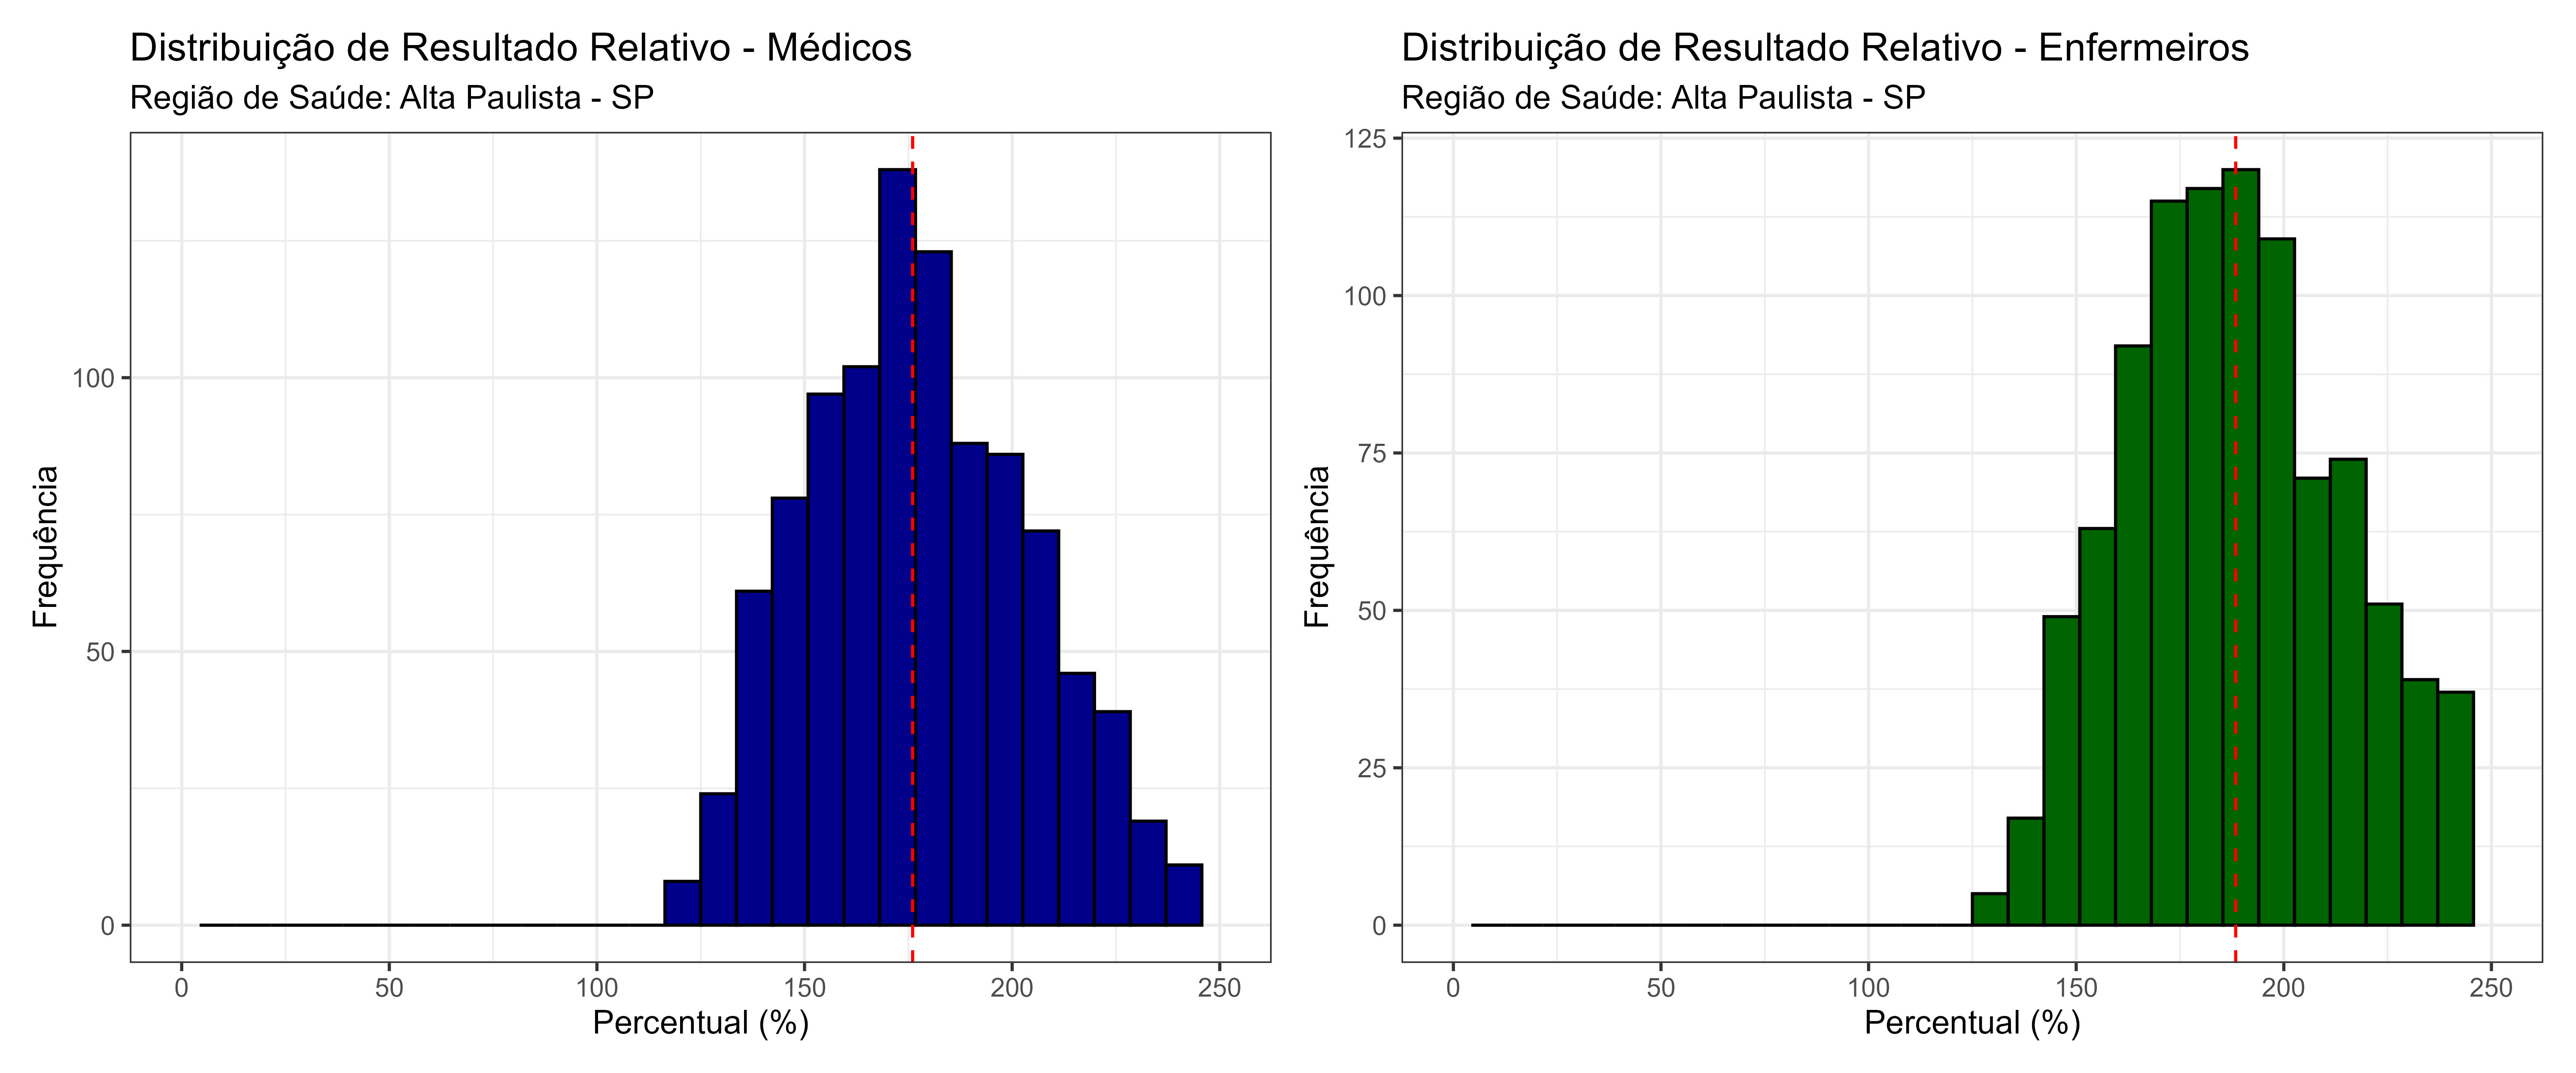 Distribuição de Resultado Relativo - Médicos
Região de Saúde: Alta Paulista - SP
Frequência
100
50
0
0 50 100 150 200 250
Percentual (%)
Distribuição de Resultado Relativo - Enfermeiros
Região de Saúde: Alta Paulista - SP
Frequência
125
100
75
50
25
0
0 50 100 150 200 250
Percentual (%)